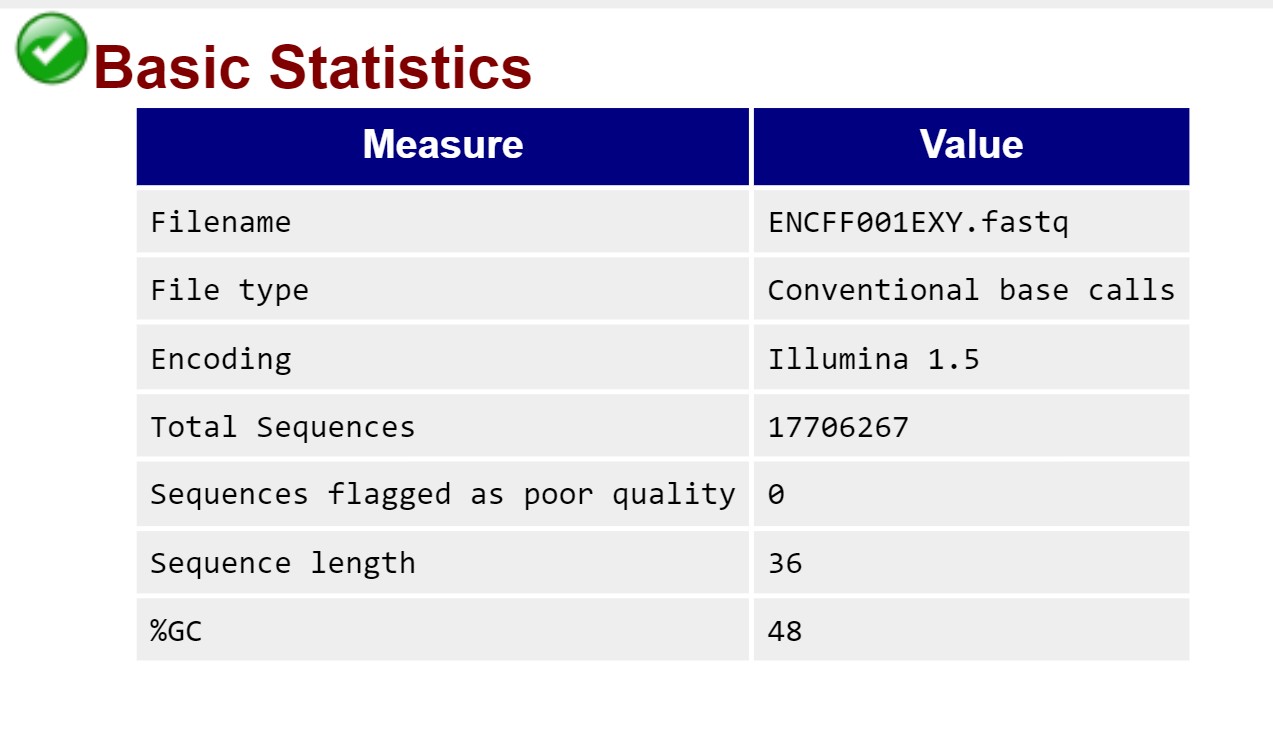 Basic Statistics
Measure Value
Filename ENCFF001EXY.fastq
File type Conventional base calls
Encoding Illumina 1.5
Total Sequences 17706267
Sequences flagged as poor quality 0
Sequence length 36
%GC 48